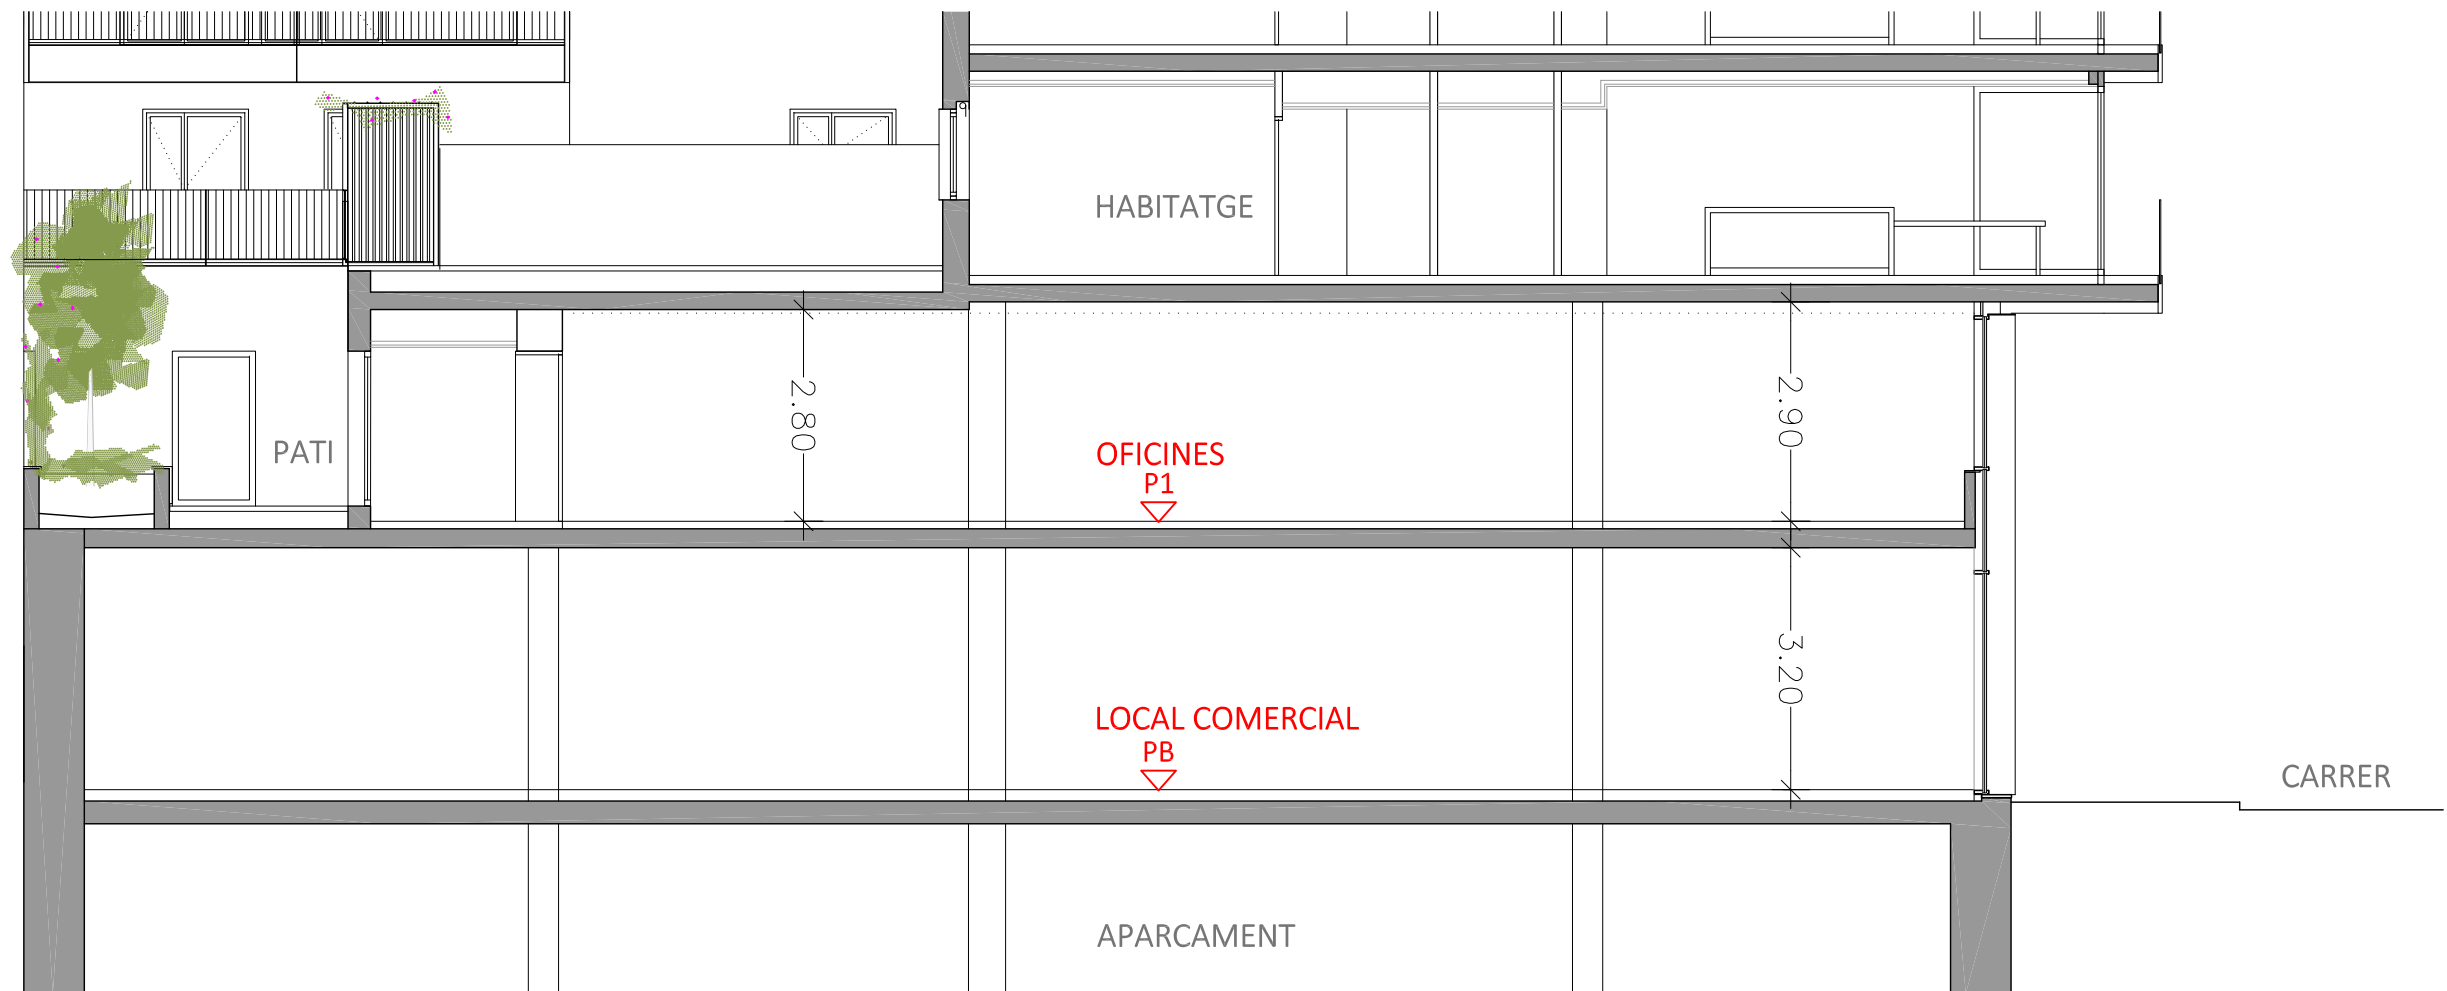 HABITATGE
2.80
2.90
PATI
OFICINES
P1
3.20
LOCAL COMERCIAL
PB
CARRER
APARCAMENT